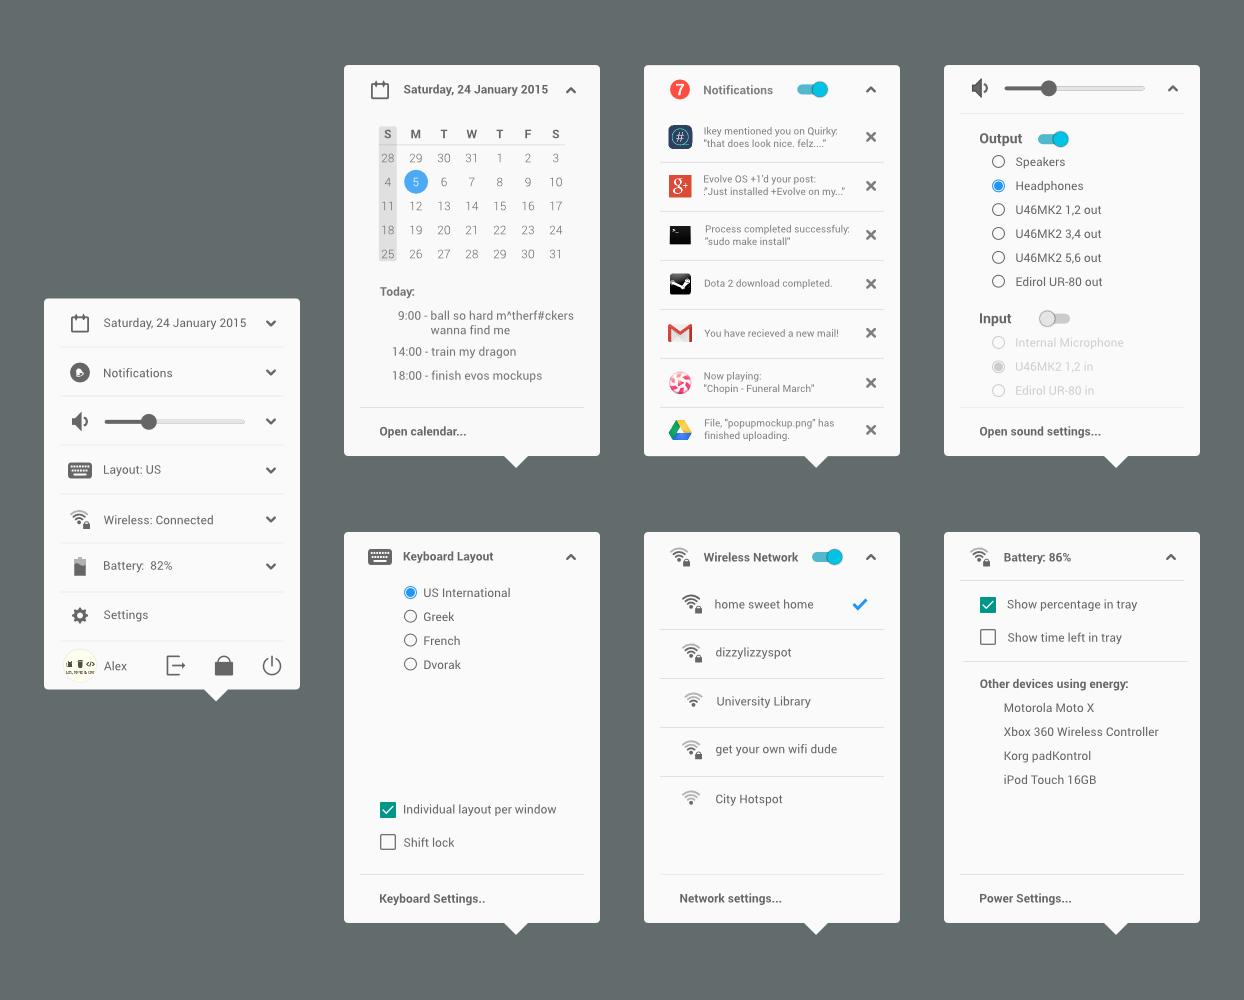 Saturday, 24 January 2015
Notifications
Layout: US
Wireless: Connected
Battery: 82%
Settings
Alex
Saturday, 24 January 2015
S M T W T F S
28 29 30 31 1 2 3
4 5 6 7 8 9 10
11 12 13 14 15 16 17
18 19 20 21 22 23 24
25 26 27 28 29 30 31
Today:
9:00 - ball so hard m^therf#ckers
wanna find me
14:00 - train my dragon
18:00 - finish evos mockups
Open calendar...
7 Notifications
Ikey mentioned you on Quirky:
"that does look nice. felz...."
Evolve OS +1'd your post:
"Just installed +Evolve on my..."
Process completed successfuly:
"sudo make install"
Dota 2 download completed.
You have recieved a new mail!
Now playing:
"Chopin - Funeral March"
File, "popupmockup.png" has
finished uploading.
Output
Speakers
Headphones
U46MK2 1,2 out
U46MK2 3,4 out
U46MK2 5,6 out
Edirol UR-80 out
Input
Internal Microphone
U46MK2 1,2 in
Edirol UR-80 in
Open sound settings...
Keyboard Layout
US International
Greek
French
Dvorak
Individual layout per window
Shift lock
Keyboard Settings..
Wireless Network
home sweet home
dizzylizzyspot
University Library
get your own wifi dude
City Hotspot
Network settings...
Battery: 86%
Show percentage in tray
Show time left in tray
Other devices using energy:
Motorola Moto X
Xbox 360 Wireless Controller
Korg padKontrol
iPod Touch 16GB
Power Settings...